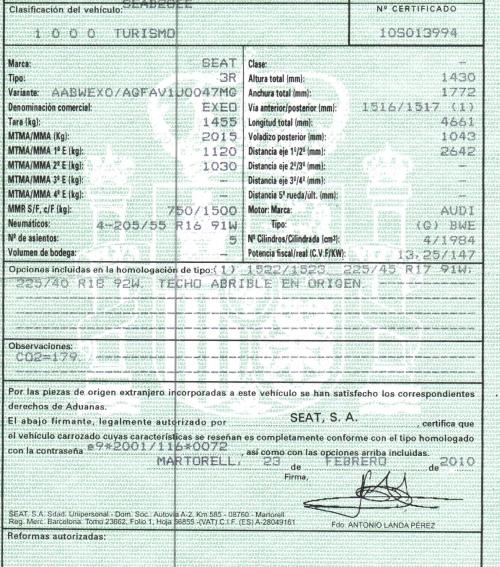 Clasificación del vehículo:
Nº CERTIFICADO
1000 TURISMO
10S013994
Marca: SEAT
Clase: -
Tipo: 3R
Altura total (mm): 1430
Variante: AABWEX0/AGFAV1U0047MG
Anchura total (mm): 1772
Denominación comercial: EXEO
Vía anterior/posterior (mm): 1516/1517 (1)
Tara (kg): 1455
Longitud total (mm): 4661
MTMA/MMA (Kg): 2015
Voladizo posterior (mm): 1043
MTMA/MMA 1º E (kg): 1120
Distancia eje 1º/2º (mm): 2642
MTMA/MMA 2º E (kg): 1030
Distancia eje 2º/3º (mm): -
MTMA/MMA 3º E (kg): -
Distancia eje 3º/4º (mm): -
MTMA/MMA 4º E (kg): -
Distancia 5ª rueda/últ. (mm): -
MMR S/F, c/F (kg): 750/1500
Motor: Marca: AUDI
Neumáticos: 4-205/55 R16 91W
Tipo: (G) BWE
Nº de asientos: 5
Nº Cilindros/Cilindrada (cm³): 4/1984
Volumen de bodega: -
Potencia fiscal/real (C.V.F/KW): 13,25/147
Opciones incluidas en la homologación de tipo: (1) 1522/1523 225/45 R17 91W.
225/40 R18 92W. TECHO ABRIBLE EN ORIGEN.
Observaciones:
CO2=179.
Por las piezas de origen extranjero incorporadas a este vehículo se han satisfecho los correspondientes
derechos de Aduanas.
El abajo firmante, legalmente autorizado por SEAT, S. A. , certifica que
el vehículo carrozado cuyas características se reseñan es completamente conforme con el tipo homologado
con la contraseña e9*2001/116*0072 , así como con las opciones arriba incluidas.
MARTORELL, 23 de FEBRERO de 2010
Firma,
SEAT, S.A. Sdad. Unipersonal - Dom. Soc. Autovía A-2, Km 585 - 08760 - Martorell
Reg. Merc. Barcelona. Tomo 23662, Folio 1, Hoja 56855 -(VAT) C.I.F. (ES) A-28049161
Fdo. ANTONIO LANDA PÉREZ
Reformas autorizadas: